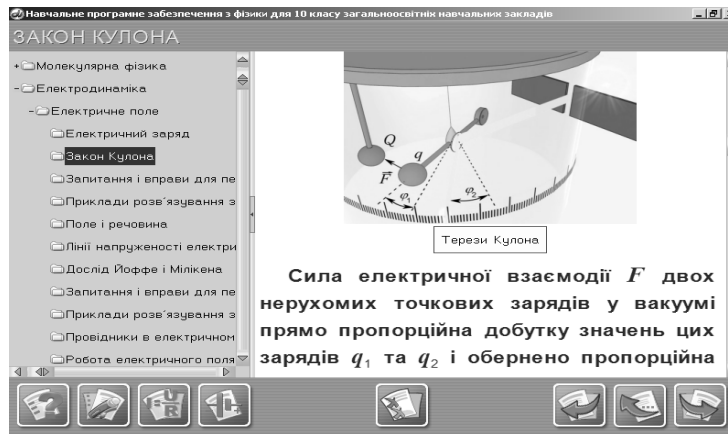 Навчальне програмне забезпечення з фізики для 10 класу загальноосвітніх навчальних закладів
ЗАКОН КУЛОНА
Молекулярна фізика
Електродинаміка
Електричне поле
Електричний заряд
Закон Кулона
Запитання і вправи для пе
Приклади розв'язування з
Поле і речовина
Лінії напруженості електри
Дослід Йоффе і Мілікена
Запитання і вправи для пе
Приклади розв'язування з
Провідники в електричном
Робота електричного поля
Q
q
F
φ1
φ2
Терези Кулона
Сила електричної взаємодії F двох
нерухомих точкових зарядів у вакуумі
прямо пропорційна добутку значень цих
зарядів q1 та q2 і обернено пропорційна
U
R